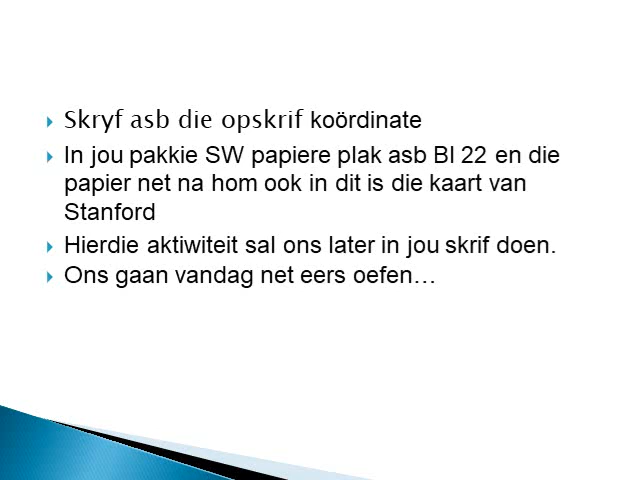 Skryf asb die opskrif koördinate
In jou pakkie SW papiere plak asb Bl 22 en die
papier net na hom ook in dit is die kaart van
Stanford
Hierdie aktiwiteit sal ons later in jou skrif doen.
Ons gaan vandag net eers oefen…